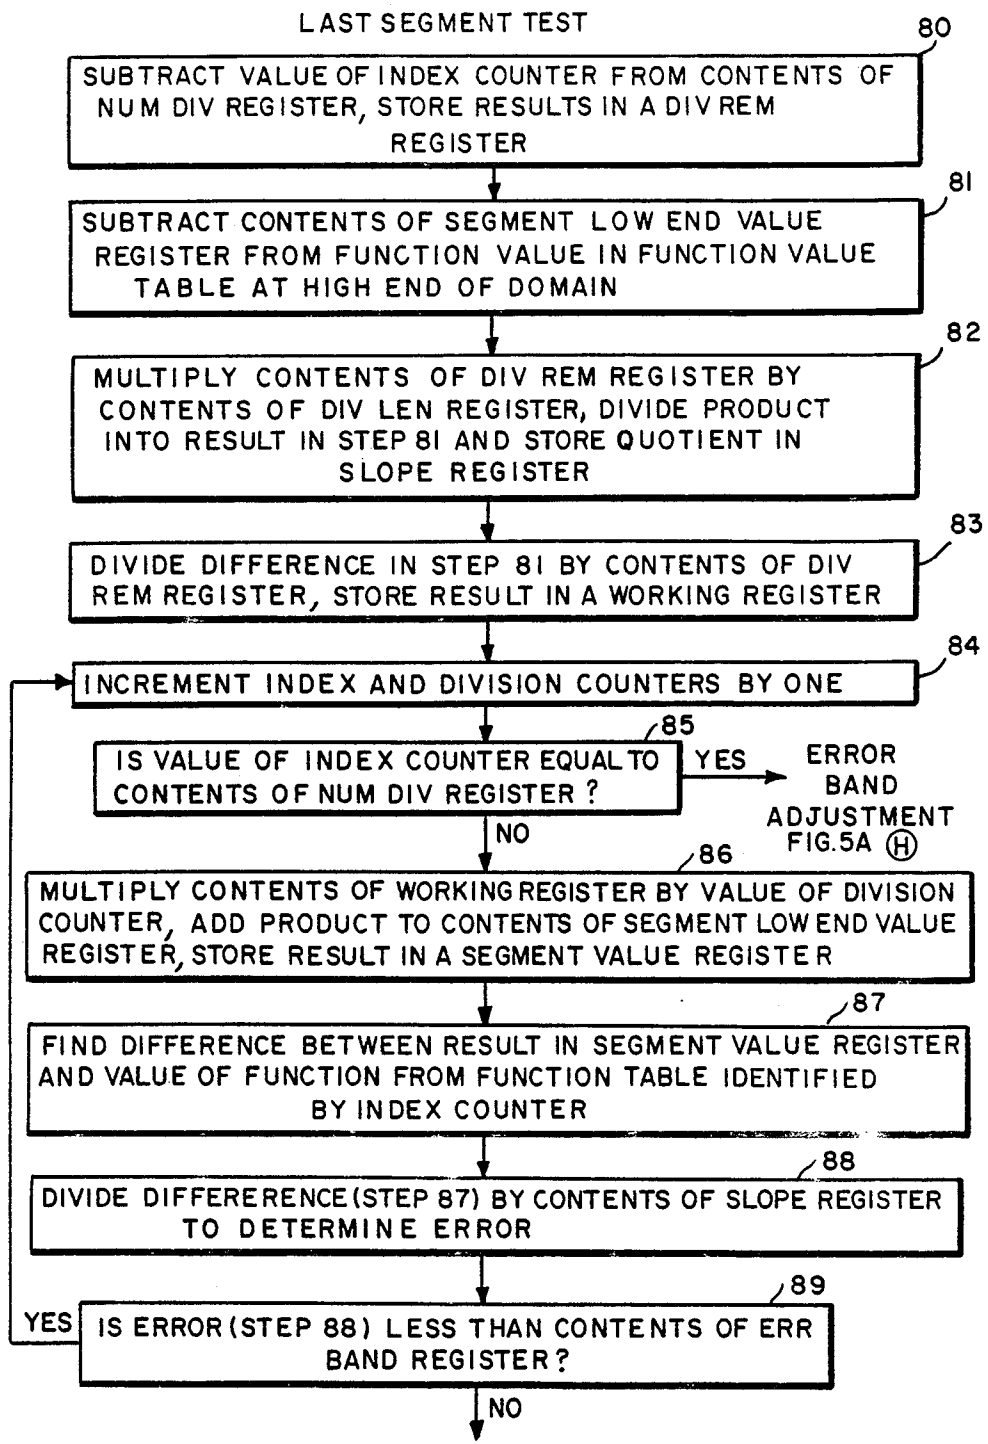 LAST SEGMENT TEST
80
SUBTRACT VALUE OF INDEX COUNTER FROM CONTENTS OF
NUM DIV REGISTER, STORE RESULTS IN A DIV REM
REGISTER
81
SUBTRACT CONTENTS OF SEGMENT LOW END VALUE
REGISTER FROM FUNCTION VALUE IN FUNCTION VALUE
TABLE AT HIGH END OF DOMAIN
82
MULTIPLY CONTENTS OF DIV REM REGISTER BY
CONTENTS OF DIV LEN REGISTER, DIVIDE PRODUCT
INTO RESULT IN STEP 81 AND STORE QUOTIENT IN
SLOPE REGISTER
83
DIVIDE DIFFERENCE IN STEP 81 BY CONTENTS OF DIV
REM REGISTER, STORE RESULT IN A WORKING REGISTER
84
INCREMENT INDEX AND DIVISION COUNTERS BY ONE
85
IS VALUE OF INDEX COUNTER EQUAL TO
CONTENTS OF NUM DIV REGISTER ?
YES
ERROR
BAND
ADJUSTMENT
FIG.5A H
NO
86
MULTIPLY CONTENTS OF WORKING REGISTER BY VALUE OF DIVISION
COUNTER, ADD PRODUCT TO CONTENTS OF SEGMENT LOW END VALUE
REGISTER, STORE RESULT IN A SEGMENT VALUE REGISTER
87
FIND DIFFERENCE BETWEEN RESULT IN SEGMENT VALUE REGISTER
AND VALUE OF FUNCTION FROM FUNCTION TABLE IDENTIFIED
BY INDEX COUNTER
88
DIVIDE DIFFERERENCE (STEP 87) BY CONTENTS OF SLOPE REGISTER
TO DETERMINE ERROR
89
YES
IS ERROR (STEP 88) LESS THAN CONTENTS OF ERR
BAND REGISTER?
NO